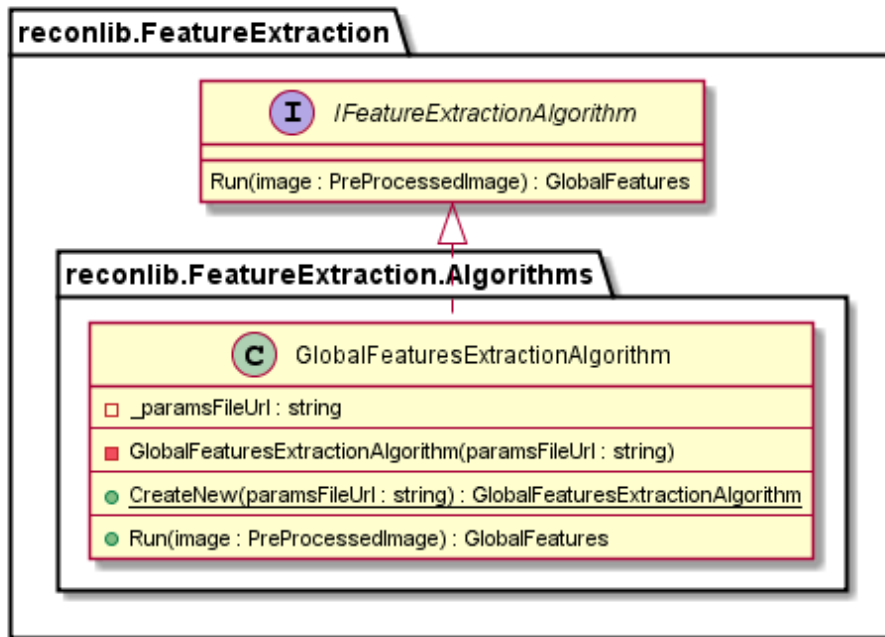 reconlib.FeatureExtraction
I IFeatureExtractionAlgorithm
Run(image : PreProcessedImage) : GlobalFeatures
reconlib.FeatureExtraction.Algorithms
C GlobalFeaturesExtractionAlgorithm
_paramsFileUrl : string
GlobalFeaturesExtractionAlgorithm(paramsFileUrl : string)
CreateNew(paramsFileUrl : string) : GlobalFeaturesExtractionAlgorithm
Run(image : PreProcessedImage) : GlobalFeatures